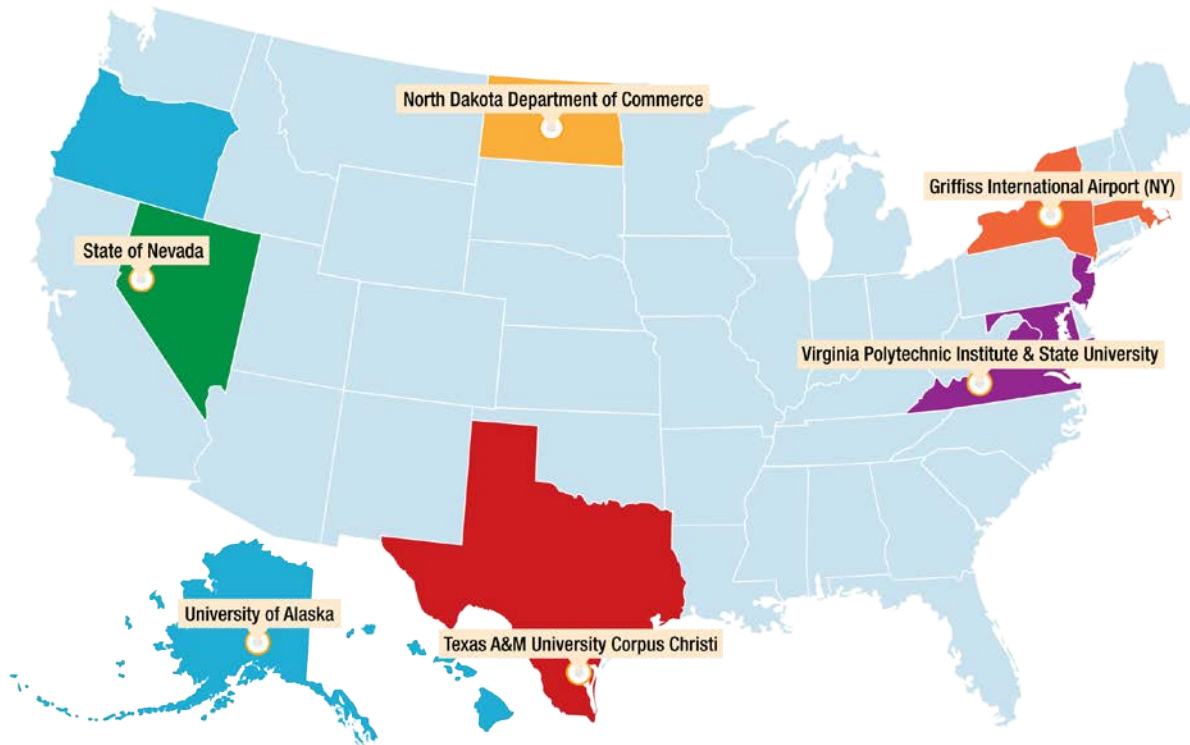 North Dakota Department of Commerce
Griffiss International Airport (NY)
State of Nevada
Virginia Polytechnic Institute & State University
University of Alaska
Texas A&M University Corpus Christi